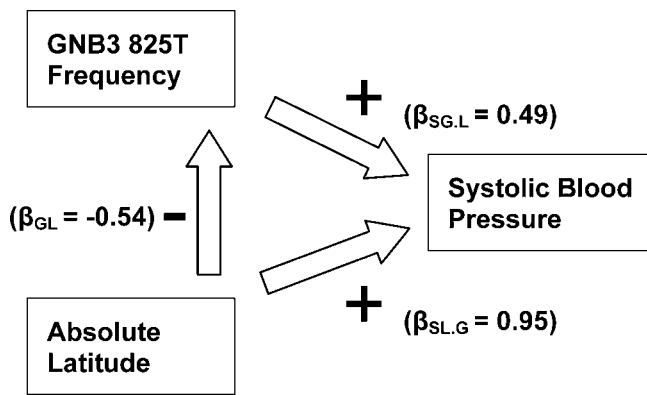 GNB3 825T
Frequency
+
(βSG.L = 0.49)
Systolic Blood
Pressure
(βGL = -0.54) -
Absolute
Latitude
+
(βSL.G = 0.95)